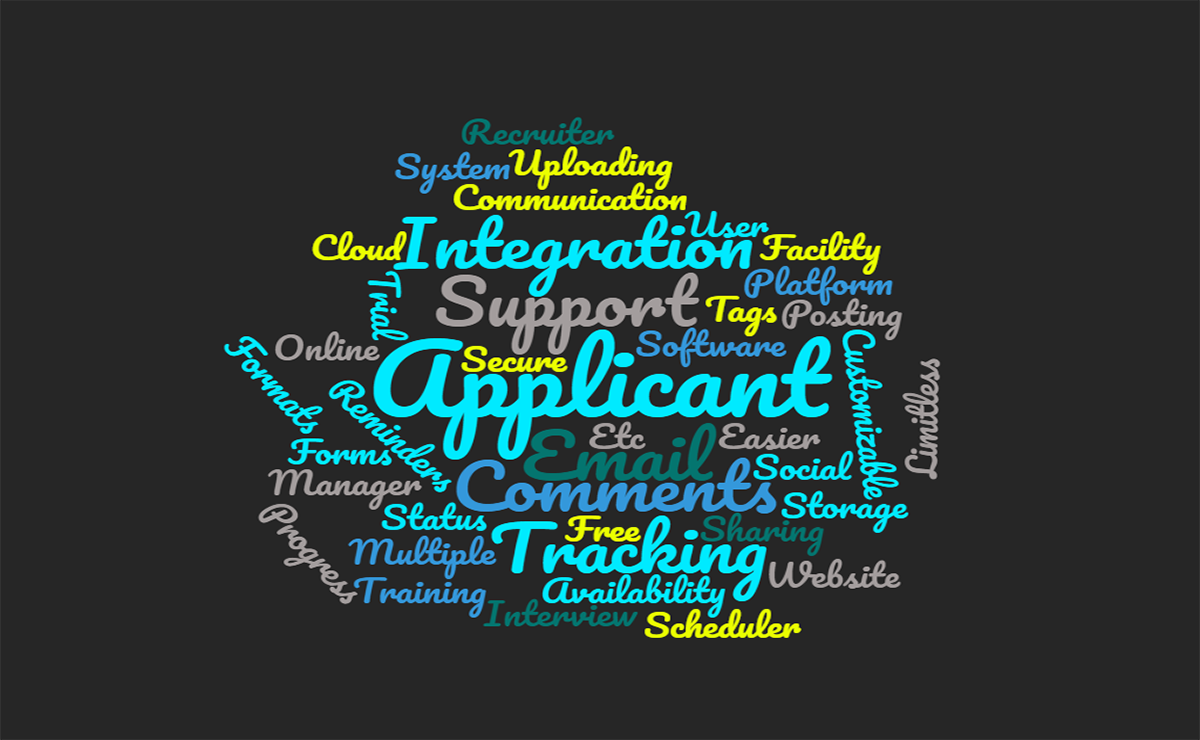 Recruiter
System Uploading
Communication
User
Cloud Integration Facility
Trial
Support
Platform
Tags Posting
Online
Software
Formats
Secure
Applicant
Customizable
Limitless
Reminders
Etc Easier
Forms
Email
Social
Manager
Comments
Storage
Progress
Status
Free
Sharing
Multiple
Tracking
Website
Training
Availability
Interview
Scheduler